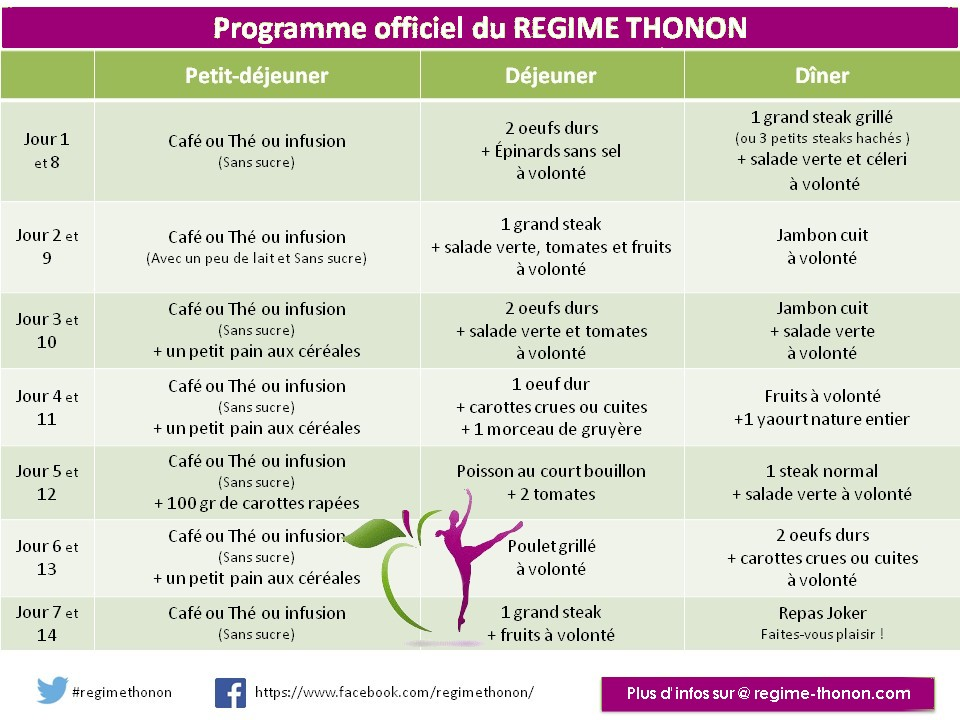 Programme officiel du REGIME THONON
Petit-déjeuner
Déjeuner
Dîner
Jour 1
et 8
Café ou Thé ou infusion
(Sans sucre)
2 oeufs durs
+ Épinards sans sel
à volonté
1 grand steak grillé
(ou 3 petits steaks hachés )
+ salade verte et céleri
à volonté
Jour 2 et
9
Café ou Thé ou infusion
(Avec un peu de lait et Sans sucre)
1 grand steak
+ salade verte, tomates et fruits
à volonté
Jambon cuit
à volonté
Jour 3 et
10
Café ou Thé ou infusion
(Sans sucre)
+ un petit pain aux céréales
2 oeufs durs
+ salade verte et tomates
à volonté
Jambon cuit
+ salade verte
à volonté
Jour 4 et
11
Café ou Thé ou infusion
(Sans sucre)
+ un petit pain aux céréales
1 oeuf dur
+ carottes crues ou cuites
+ 1 morceau de gruyère
Fruits à volonté
+1 yaourt nature entier
Jour 5 et
12
Café ou Thé ou infusion
(Sans sucre)
+ 100 gr de carottes rapées
Poisson au court bouillon
+ 2 tomates
1 steak normal
+ salade verte à volonté
Jour 6 et
13
Café ou Thé ou infusion
(Sans sucre)
+ un petit pain aux céréales
Poulet grillé
à volonté
2 oeufs durs
+ carottes crues ou cuites
à volonté
Jour 7 et
14
Café ou Thé ou infusion
(Sans sucre)
1 grand steak
+ fruits à volonté
Repas Joker
Faites-vous plaisir !
#regimethonon
https://www.facebook.com/regimethonon/
Plus d'infos sur @ regime-thonon.com